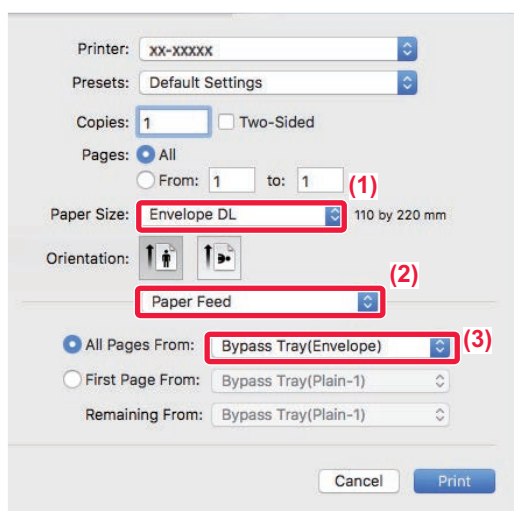 Printer: xx-xxxxx
Presets: Default Settings
Copies: 1 Two-Sided
Pages: All
From: 1 to: 1
(1)
Paper Size: Envelope DL 110 by 220 mm
Orientation:
(2)
Paper Feed
All Pages From: Bypass Tray(Envelope) (3)
First Page From: Bypass Tray(Plain-1)
Remaining From: Bypass Tray(Plain-1)
Cancel Print